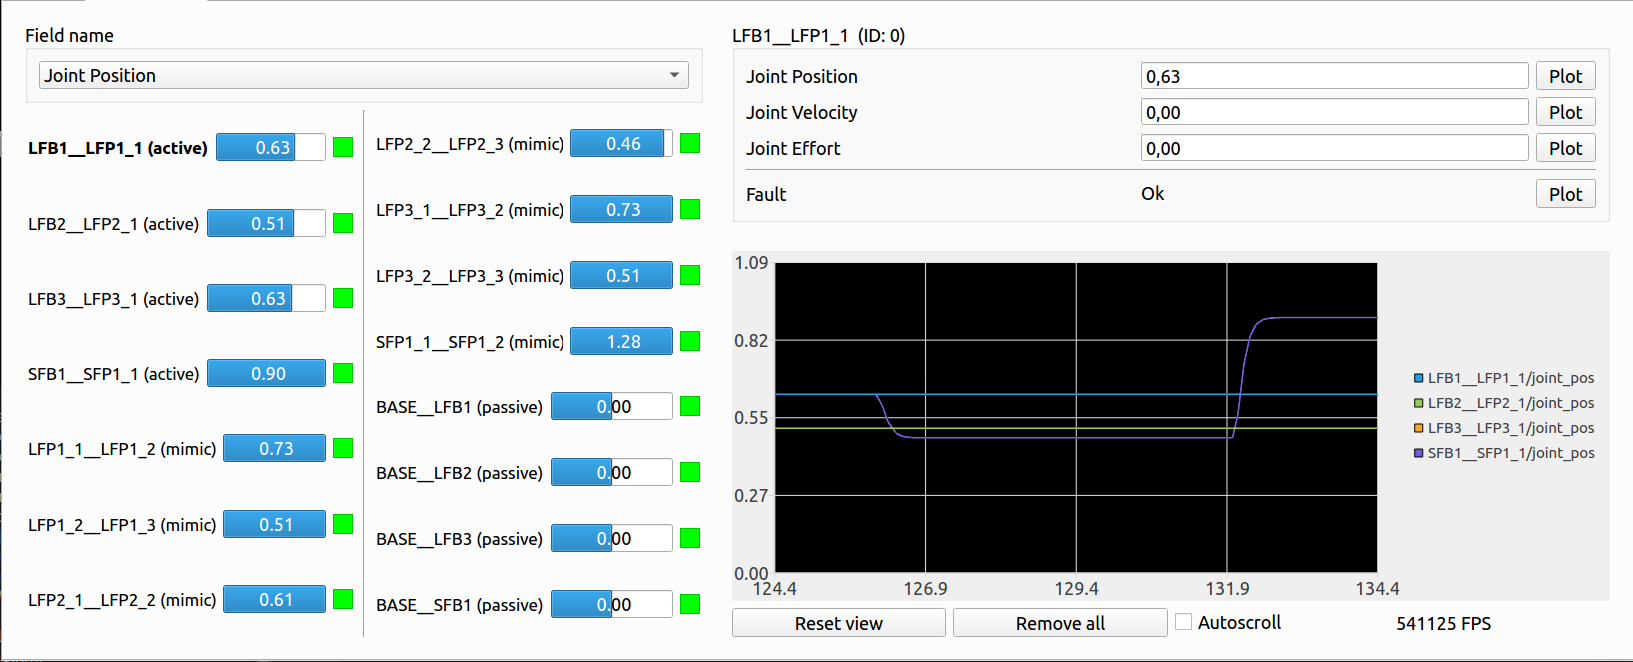 Field name
Joint Position
LFB1__LFP1_1 (active) 0.63
LFB2__LFP2_1 (active) 0.51
LFB3__LFP3_1 (active) 0.63
SFB1__SFP1_1 (active) 0.90
LFP1_1__LFP1_2 (mimic) 0.73
LFP1_2__LFP1_3 (mimic) 0.51
LFP2_1__LFP2_2 (mimic) 0.61
LFP2_2__LFP2_3 (mimic) 0.46
LFP3_1__LFP3_2 (mimic) 0.73
LFP3_2__LFP3_3 (mimic) 0.51
SFP1_1__SFP1_2 (mimic) 1.28
BASE__LFB1 (passive) 0.00
BASE__LFB2 (passive) 0.00
BASE__LFB3 (passive) 0.00
BASE__SFB1 (passive) 0.00
LFB1__LFP1_1 (ID: 0)
Joint Position 0,63 Plot
Joint Velocity 0,00 Plot
Joint Effort 0,00 Plot
Fault Ok Plot
1.09
0.82
0.55
0.27
0.00
124.4 126.9 129.4 131.9 134.4
LFB1__LFP1_1/joint_pos
LFB2__LFP2_1/joint_pos
LFB3__LFP3_1/joint_pos
SFB1__SFP1_1/joint_pos
Reset view Remove all Autoscroll 541125 FPS